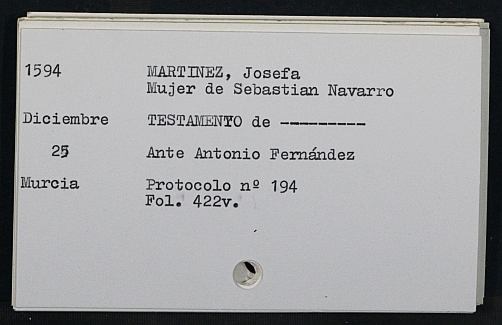 1594 MARTINEZ, Josefa
Mujer de Sebastian Navarro
Diciembre TESTAMENTO de ---------
25 Ante Antonio Fernández
Murcia Protocolo nº 194
Fol. 422v.